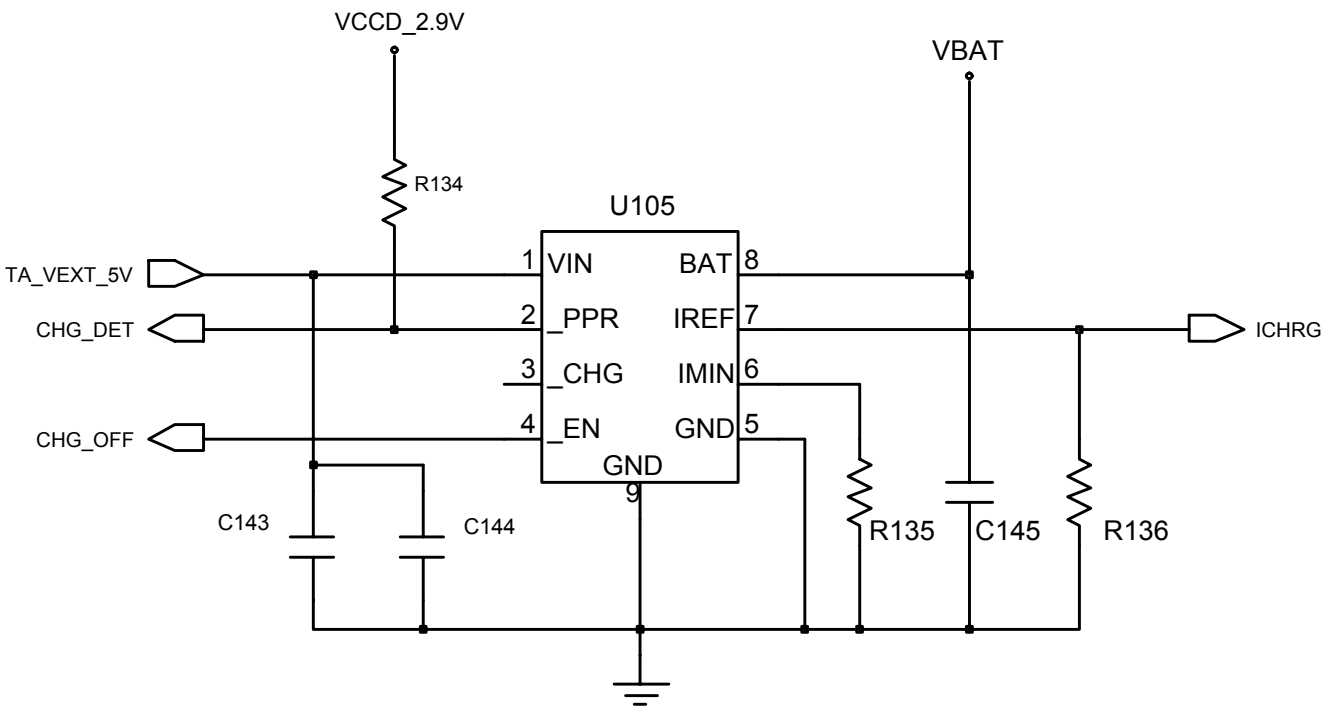 VCCD_2.9V
VBAT
R134
U105
TA_VEXT_5V
1 VIN
BAT 8
CHG_DET
2 _PPR
IREF 7
ICHRG
3 _CHG
IMIN 6
CHG_OFF
4 _EN
GND 5
GND
9
C143
C144
R135
C145
R136